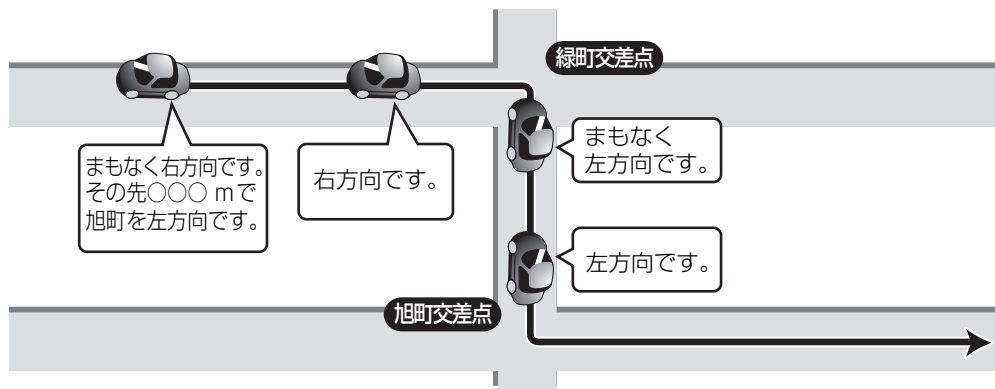 緑町交差点
まもなく右方向です。
その先○○○ mで
旭町を左方向です。
右方向です。
まもなく
左方向です。
左方向です。
旭町交差点